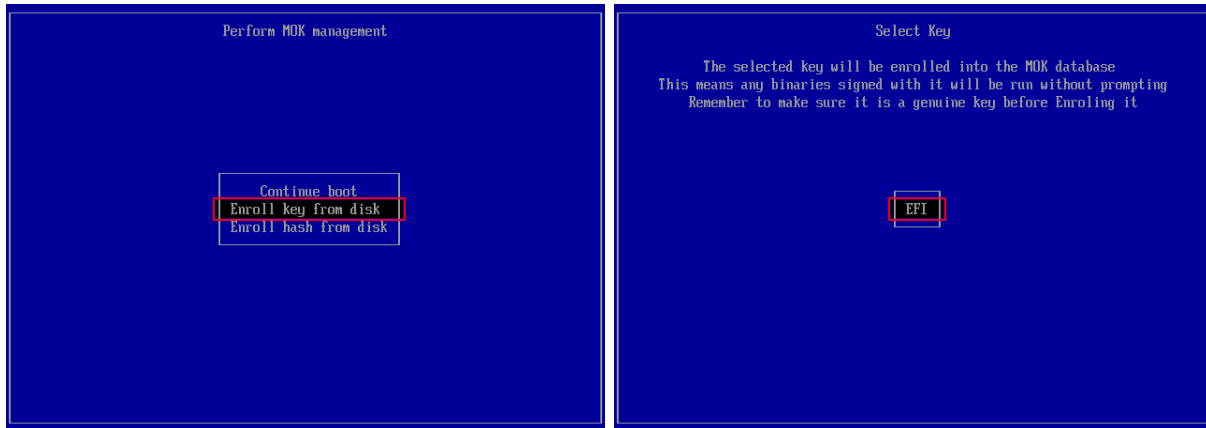 Perform MOK management
Continue boot
Enroll key from disk
Enroll hash from disk
Select Key
The selected key will be enrolled into the MOK database
This means any binaries signed with it will be run without prompting
Remember to make sure it is a genuine key before Enroling it
EFI